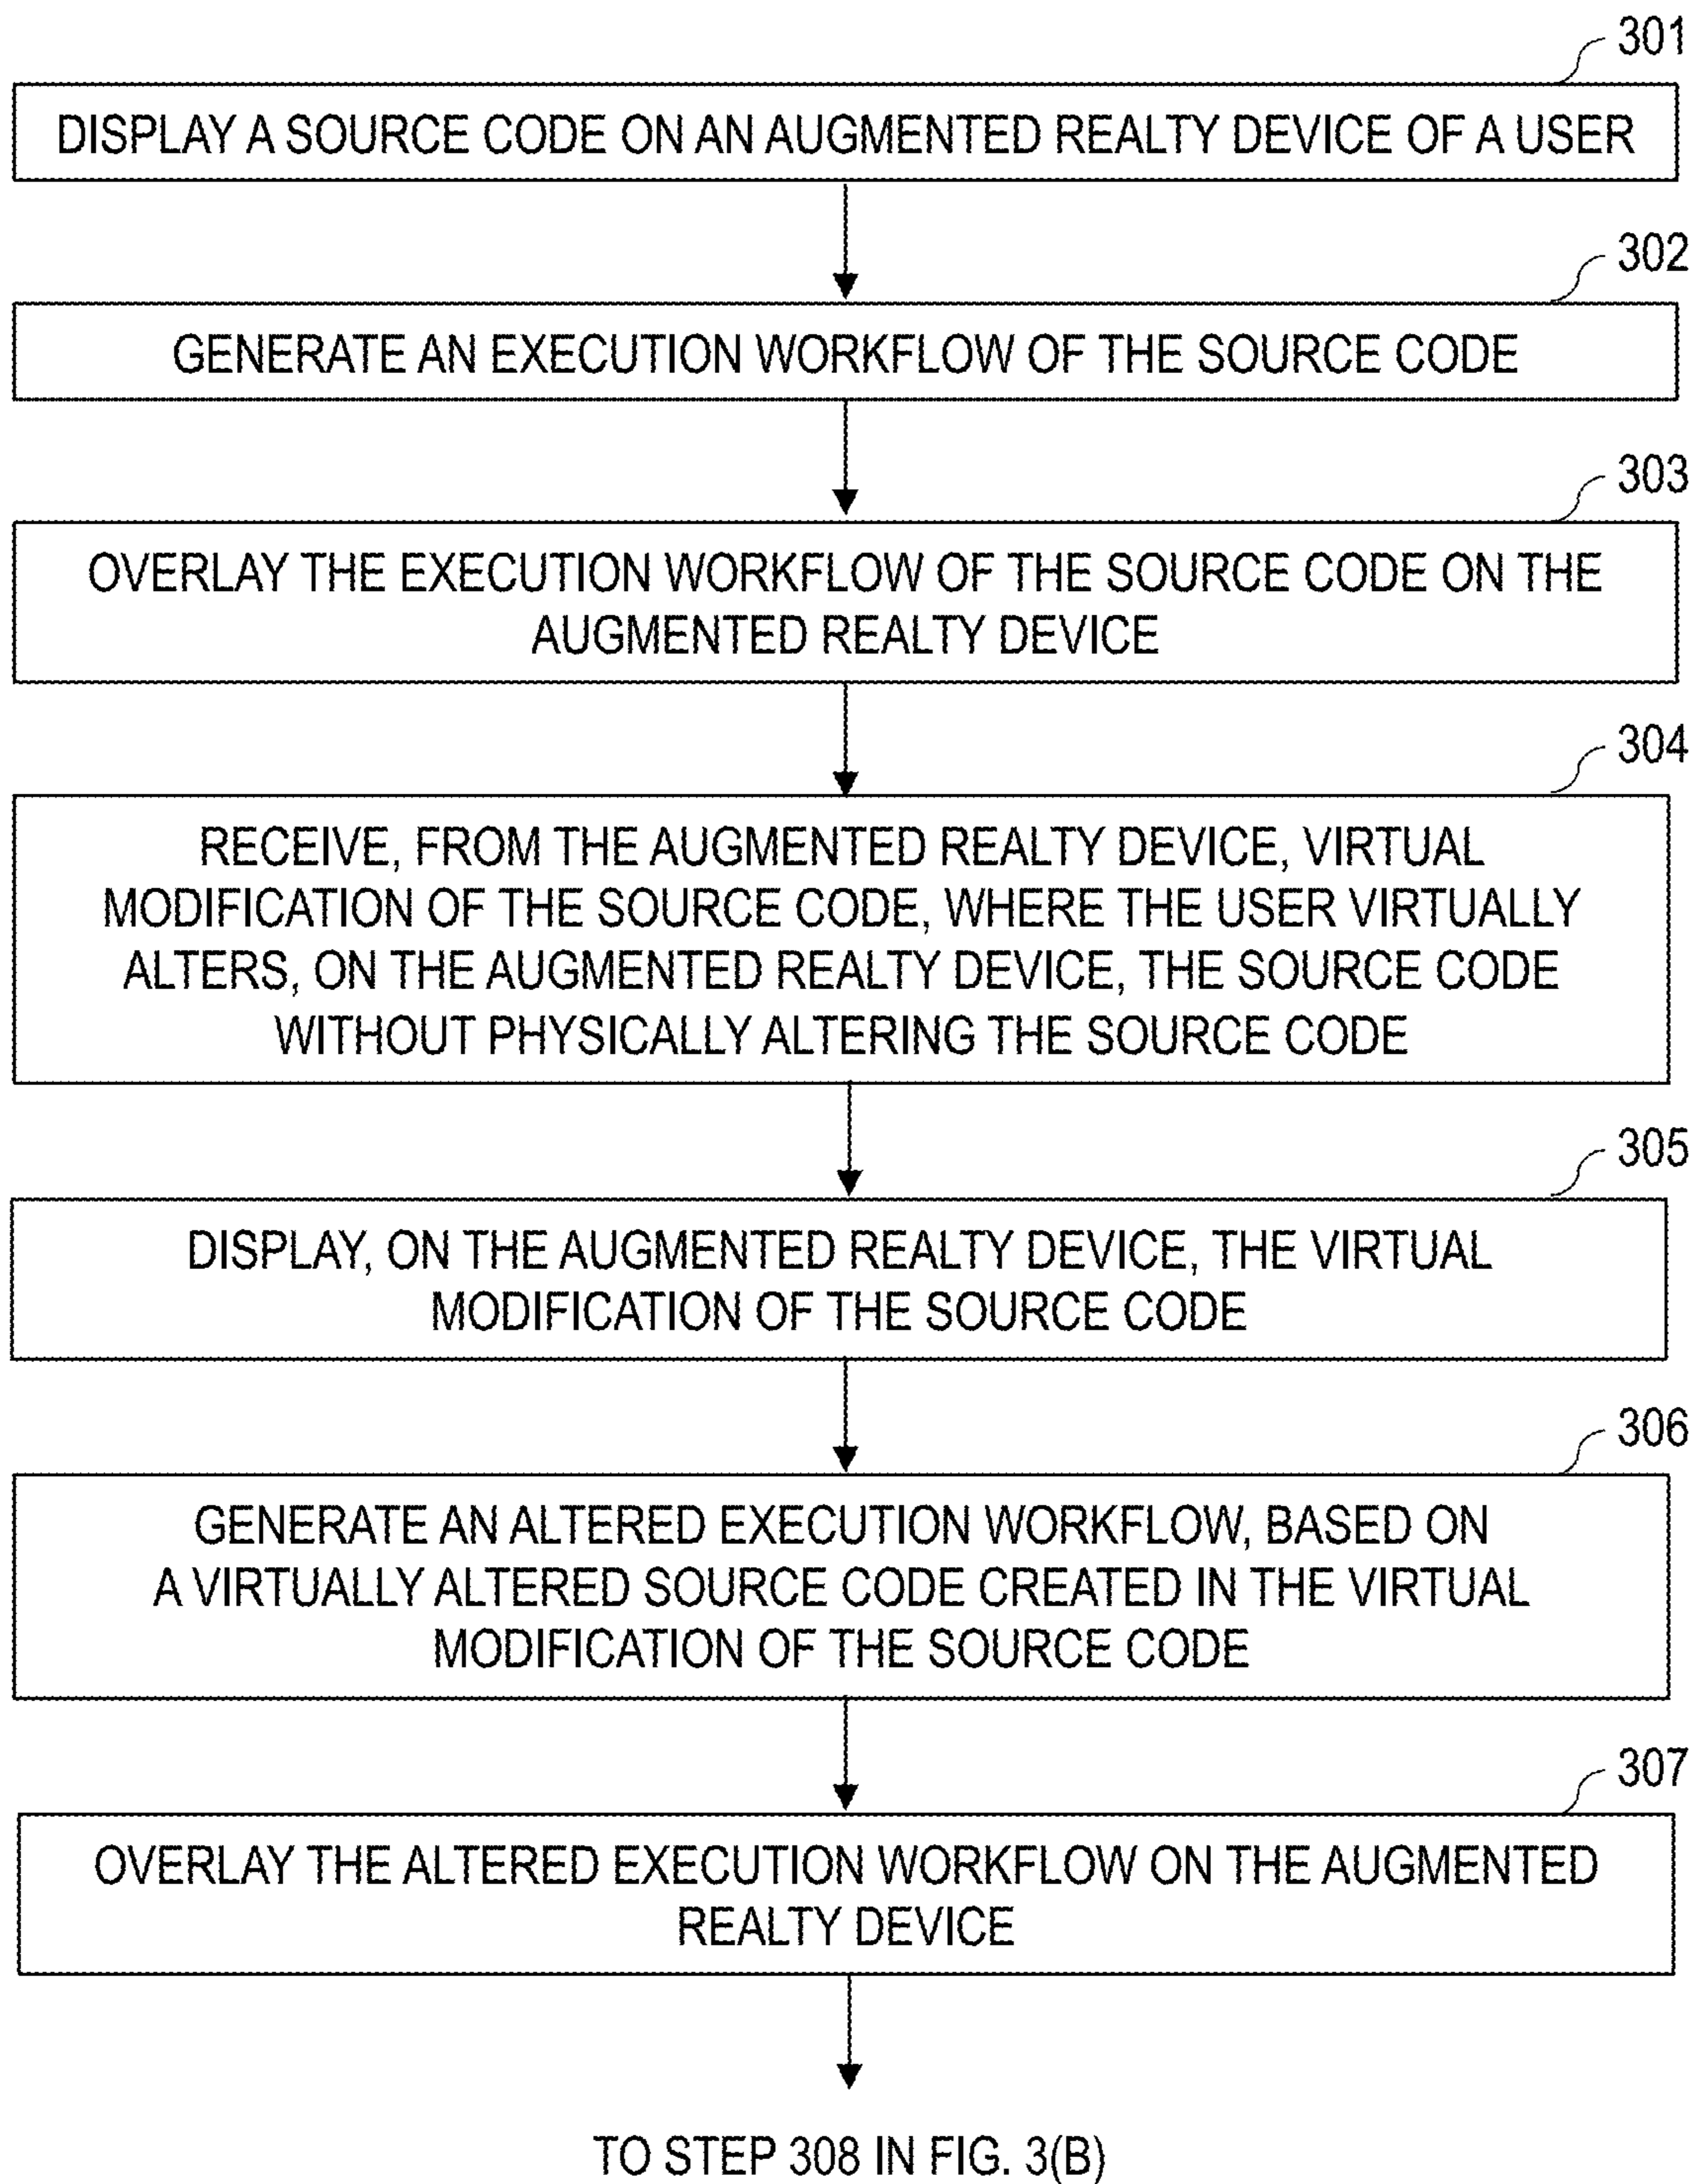 301
DISPLAY A SOURCE CODE ON AN AUGMENTED REALTY DEVICE OF A USER
302
GENERATE AN EXECUTION WORKFLOW OF THE SOURCE CODE
303
OVERLAY THE EXECUTION WORKFLOW OF THE SOURCE CODE ON THE
AUGMENTED REALTY DEVICE
304
RECEIVE, FROM THE AUGMENTED REALTY DEVICE, VIRTUAL
MODIFICATION OF THE SOURCE CODE, WHERE THE USER VIRTUALLY
ALTERS, ON THE AUGMENTED REALTY DEVICE, THE SOURCE CODE
WITHOUT PHYSICALLY ALTERING THE SOURCE CODE
305
DISPLAY, ON THE AUGMENTED REALTY DEVICE, THE VIRTUAL
MODIFICATION OF THE SOURCE CODE
306
GENERATE AN ALTERED EXECUTION WORKFLOW, BASED ON
A VIRTUALLY ALTERED SOURCE CODE CREATED IN THE VIRTUAL
MODIFICATION OF THE SOURCE CODE
307
OVERLAY THE ALTERED EXECUTION WORKFLOW ON THE AUGMENTED
REALTY DEVICE
TO STEP 308 IN FIG. 3(B)